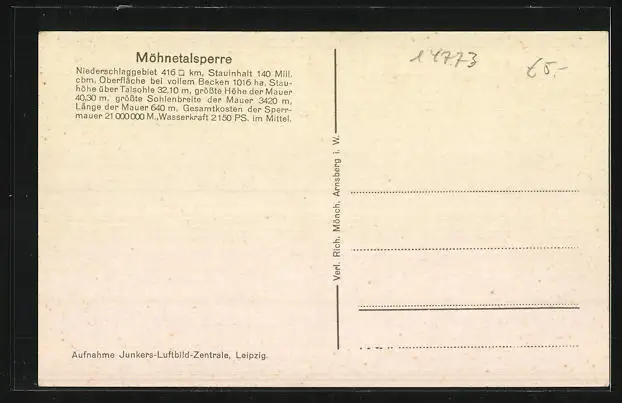 Möhnetalsperre
Niederschlaggebiet 416 □ km, Stauinhalt 140 Mill.
cbm, Oberfläche bei vollem Becken 1016 ha, Stau-
höhe über Talsohle 32,10 m, größte Höhe der Mauer
40,30 m, größte Sohlenbreite der Mauer 3420 m,
Länge der Mauer 640 m, Gesamtkosten der Sperr-
mauer 21 000 000 M., Wasserkraft 2150 PS. im Mittel.
Aufnahme Junkers-Luftbild-Zentrale, Leipzig.
Verl. Rich. Mönch, Arnsberg i. W.
14773
£5.-